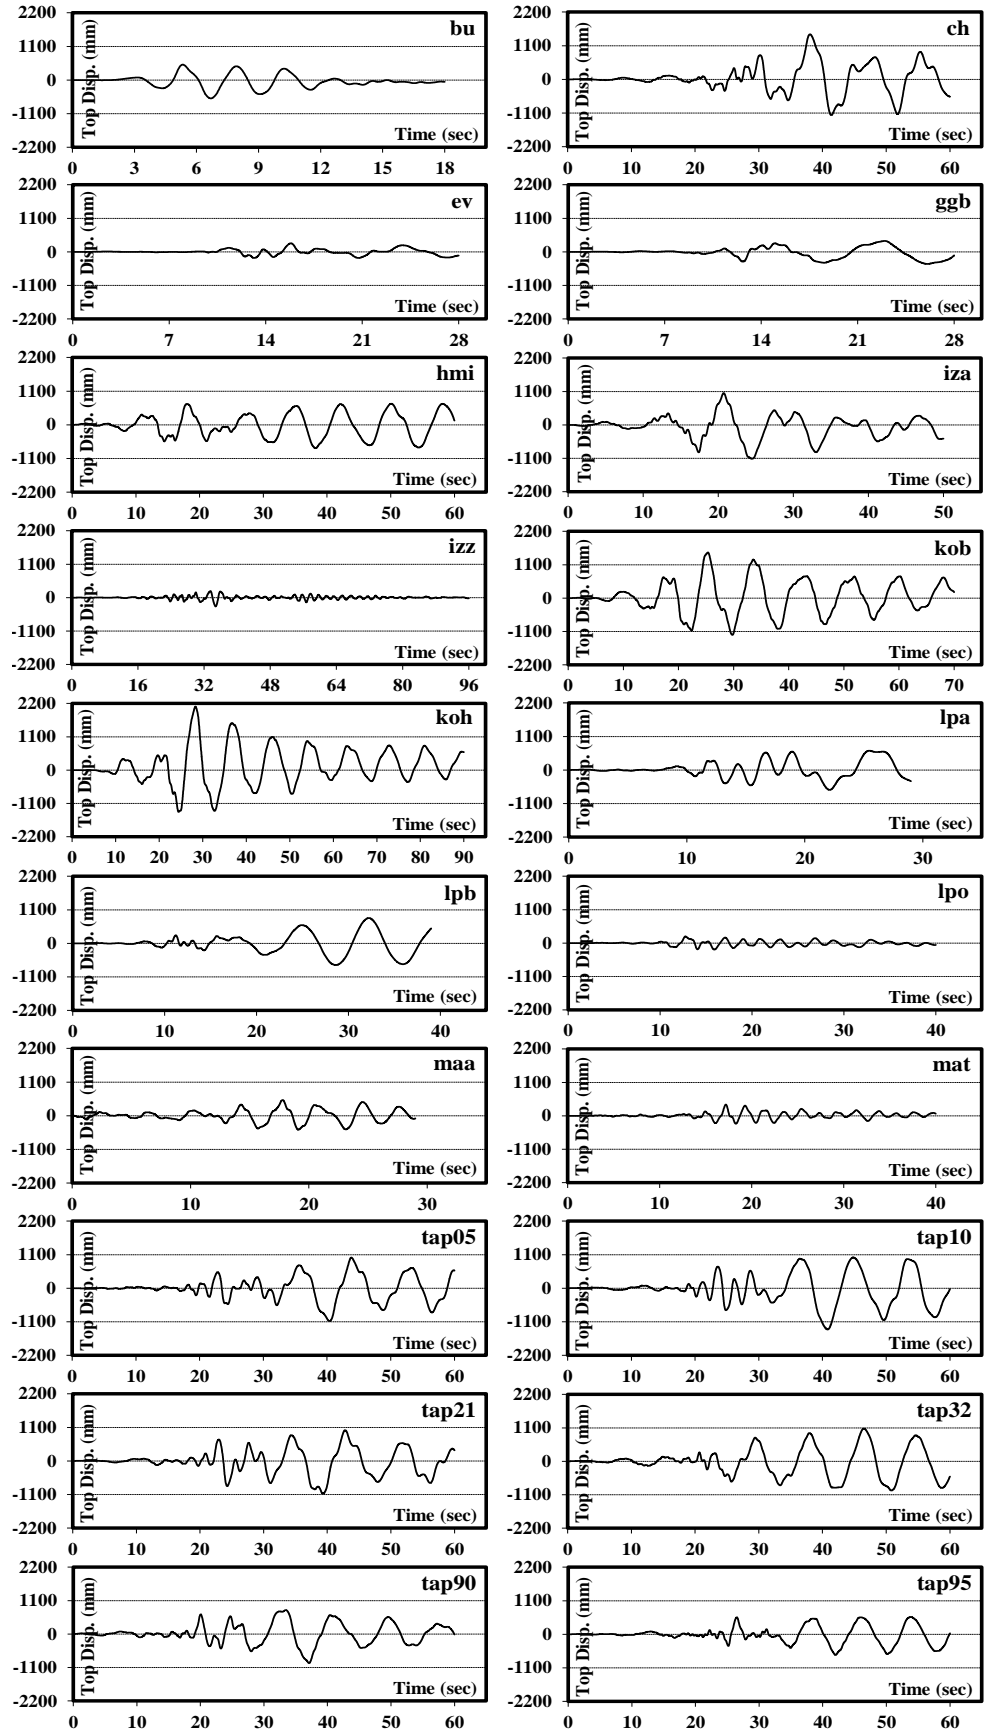 2200 bu
1100
0
-1100
-2200
Top Disp. (mm)
Time (sec)
0 3 6 9 12 15 18
2200 ch
1100
0
-1100
-2200
Top Disp. (mm)
Time (sec)
0 10 20 30 40 50 60
2200 ev
1100
0
-1100
-2200
Top Disp. (mm)
Time (sec)
0 7 14 21 28
2200 ggb
1100
0
-1100
-2200
Top Disp. (mm)
Time (sec)
0 7 14 21 28
2200 hmi
1100
0
-1100
-2200
Top Disp. (mm)
Time (sec)
0 10 20 30 40 50 60
2200 iza
1100
0
-1100
-2200
Top Disp. (mm)
Time (sec)
0 10 20 30 40 50
2200 izz
1100
0
-1100
-2200
Top Disp. (mm)
Time (sec)
0 16 32 48 64 80 96
2200 kob
1100
0
-1100
-2200
Top Disp. (mm)
Time (sec)
0 10 20 30 40 50 60 70
2200 koh
1100
0
-1100
-2200
Top Disp. (mm)
Time (sec)
0 10 20 30 40 50 60 70 80 90
2200 lpa
1100
0
-1100
-2200
Top Disp. (mm)
Time (sec)
0 10 20 30
2200 lpb
1100
0
-1100
-2200
Top Disp. (mm)
Time (sec)
0 10 20 30 40
2200 lpo
1100
0
-1100
-2200
Top Disp. (mm)
Time (sec)
0 10 20 30 40
2200 maa
1100
0
-1100
-2200
Top Disp. (mm)
Time (sec)
0 10 20 30
2200 mat
1100
0
-1100
-2200
Top Disp. (mm)
Time (sec)
0 10 20 30 40
2200 tap05
1100
0
-1100
-2200
Top Disp. (mm)
Time (sec)
0 10 20 30 40 50 60
2200 tap10
1100
0
-1100
-2200
Top Disp. (mm)
Time (sec)
0 10 20 30 40 50 60
2200 tap21
1100
0
-1100
-2200
Top Disp. (mm)
Time (sec)
0 10 20 30 40 50 60
2200 tap32
1100
0
-1100
-2200
Top Disp. (mm)
Time (sec)
0 10 20 30 40 50 60
2200 tap90
1100
0
-1100
-2200
Top Disp. (mm)
Time (sec)
0 10 20 30 40 50 60
2200 tap95
1100
0
-1100
-2200
Top Disp. (mm)
Time (sec)
0 10 20 30 40 50 60